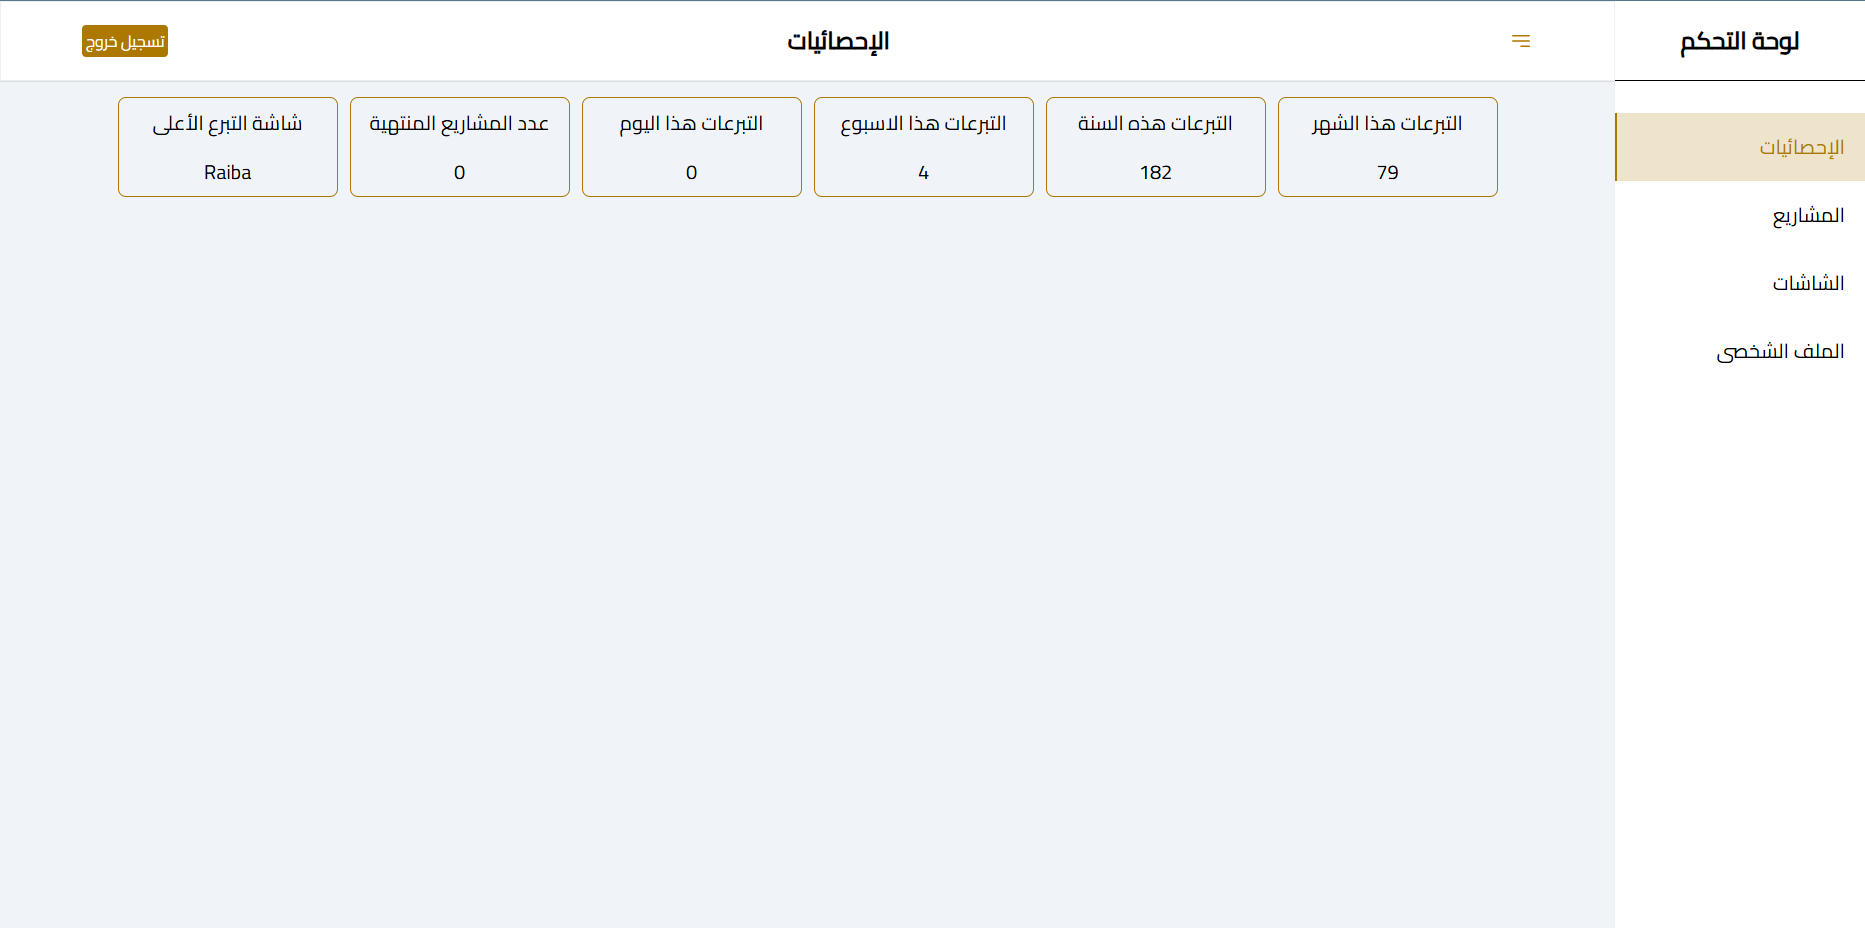 لوحة التحكم
الإحصائيات
المشاريع
الشاشات
الملف الشخصى
الإحصائيات
تسجيل خروج
التبرعات هذا الشهر
79
التبرعات هذه السنة
182
التبرعات هذا الاسبوع
4
التبرعات هذا اليوم
0
عدد المشاريع المنتهية
0
شاشة التبرع الأعلى
Raiba